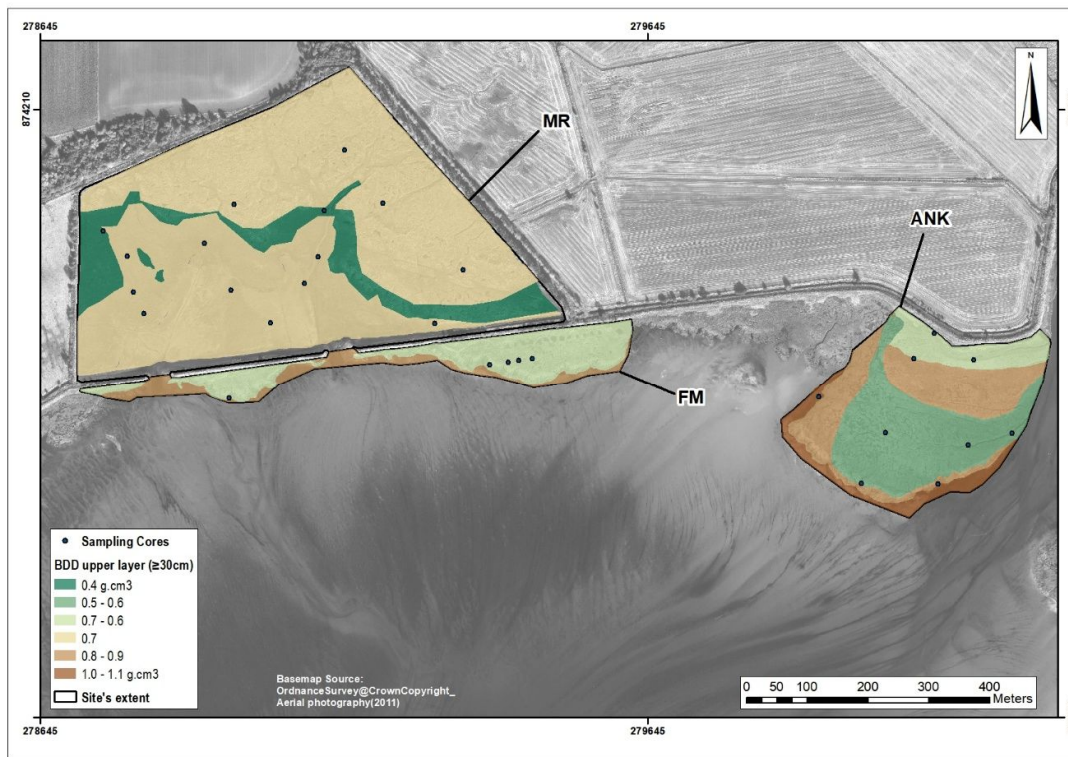 278645
279645
874210
N
MR
ANK
FM
Sampling Cores
BDD upper layer (≥30cm)
0.4 g.cm3
0.5 - 0.6
0.7 - 0.6
0.7
0.8 - 0.9
1.0 - 1.1 g.cm3
Site's extent
Basemap Source:
OrdnanceSurvey@CrownCopyright_
Aerial photography(2011)
0 50 100 200 300 400
Meters
278645
279645